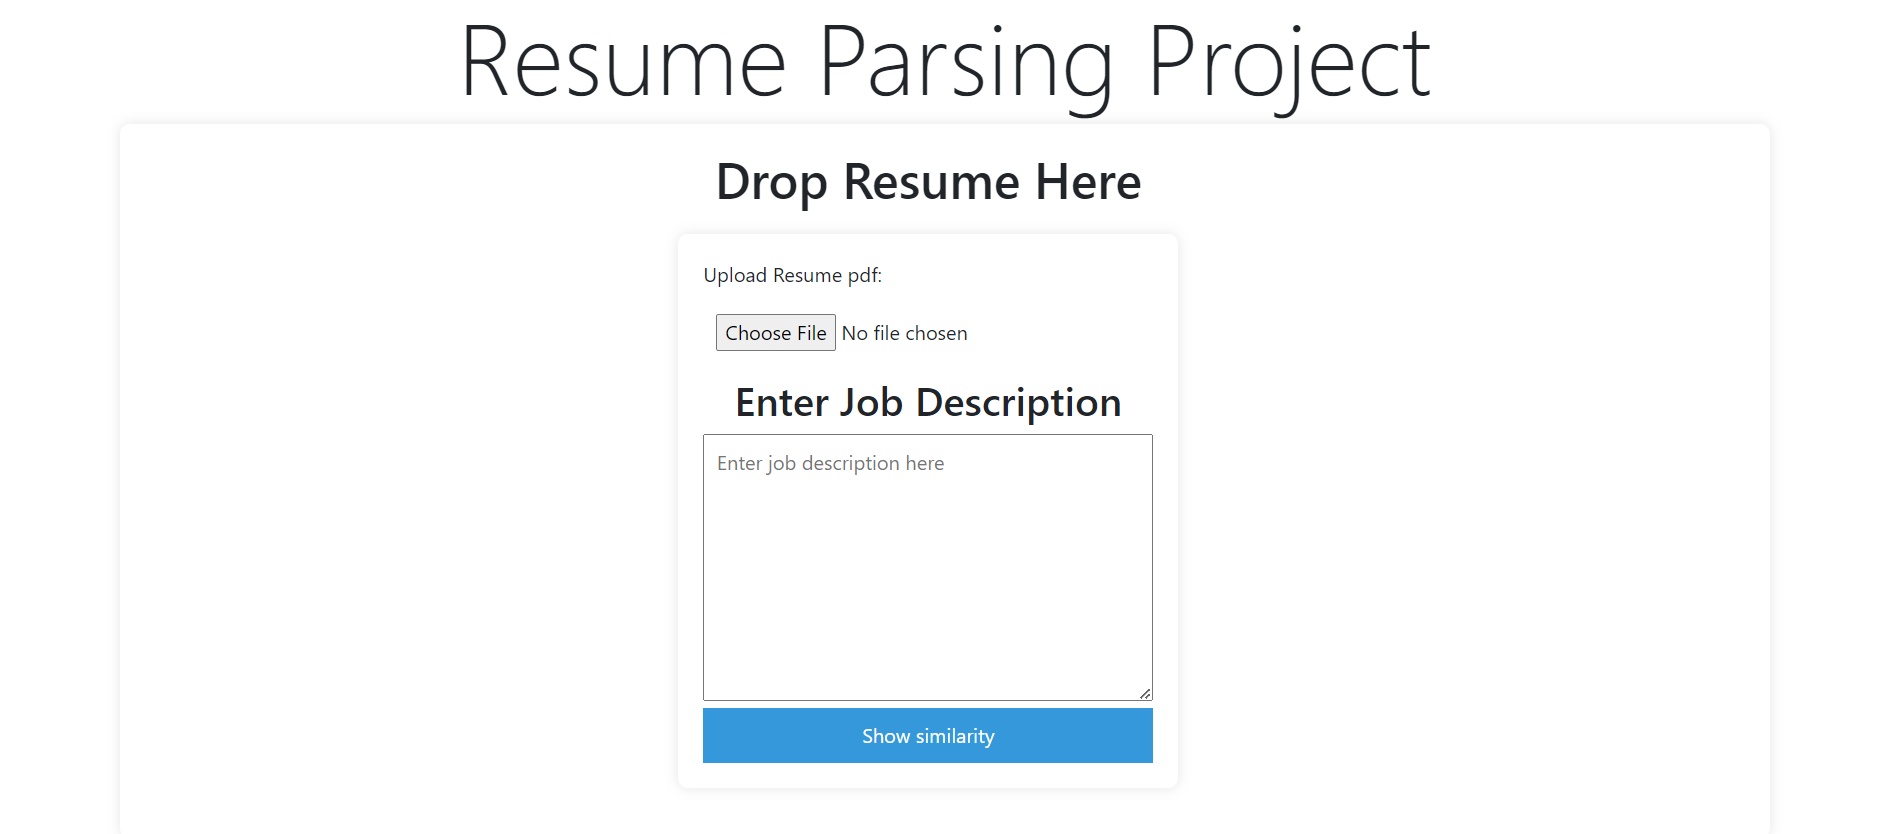 Resume Parsing Project
Drop Resume Here
Upload Resume pdf:
Choose File No file chosen
Enter Job Description
Enter job description here
Show similarity